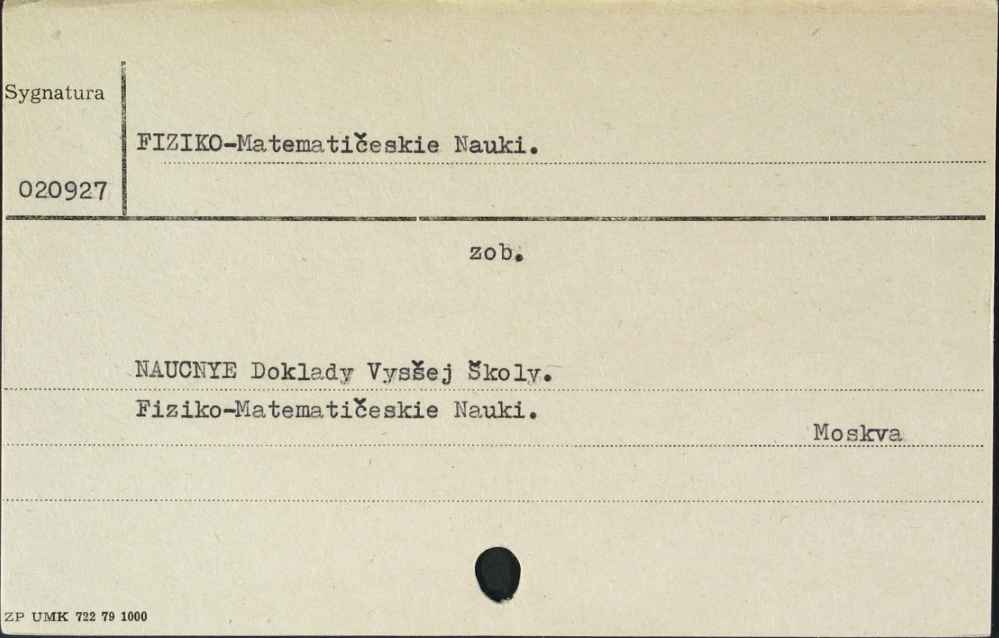 Sygnatura
FIZIKO-Matematičeskie Nauki.
020927
zob.
NAUCNYE Doklady Vysšej Školy.
Fiziko-Matematičeskie Nauki.
Moskva
ZP UMK 722 79 1000